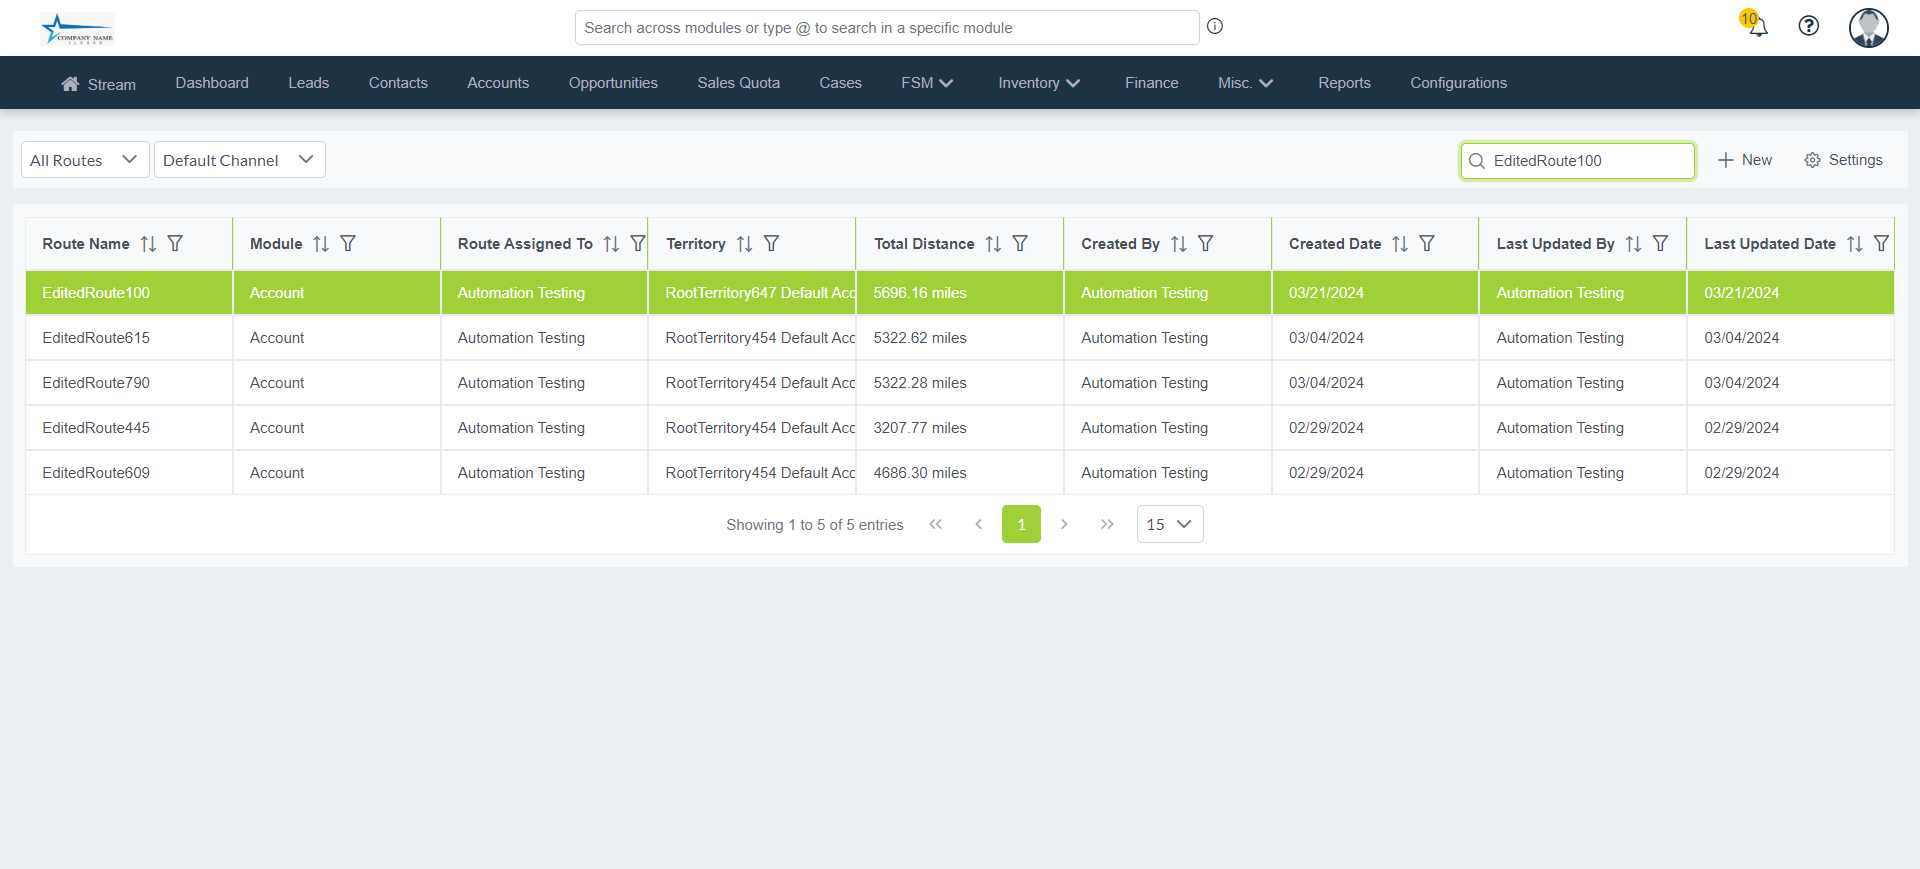 COMPANY NAME
Search across modules or type @ to search in a specific module
10
Stream Dashboard Leads Contacts Accounts Opportunities Sales Quota Cases FSM Inventory Finance Misc. Reports Configurations
All Routes Default Channel EditedRoute100 New Settings
Route Name Module Route Assigned To Territory Total Distance Created By Created Date Last Updated By Last Updated Date
EditedRoute100 Account Automation Testing RootTerritory647 Default Acc 5696.16 miles Automation Testing 03/21/2024 Automation Testing 03/21/2024
EditedRoute615 Account Automation Testing RootTerritory454 Default Acc 5322.62 miles Automation Testing 03/04/2024 Automation Testing 03/04/2024
EditedRoute790 Account Automation Testing RootTerritory454 Default Acc 5322.28 miles Automation Testing 03/04/2024 Automation Testing 03/04/2024
EditedRoute445 Account Automation Testing RootTerritory454 Default Acc 3207.77 miles Automation Testing 02/29/2024 Automation Testing 02/29/2024
EditedRoute609 Account Automation Testing RootTerritory454 Default Acc 4686.30 miles Automation Testing 02/29/2024 Automation Testing 02/29/2024
Showing 1 to 5 of 5 entries 1 15